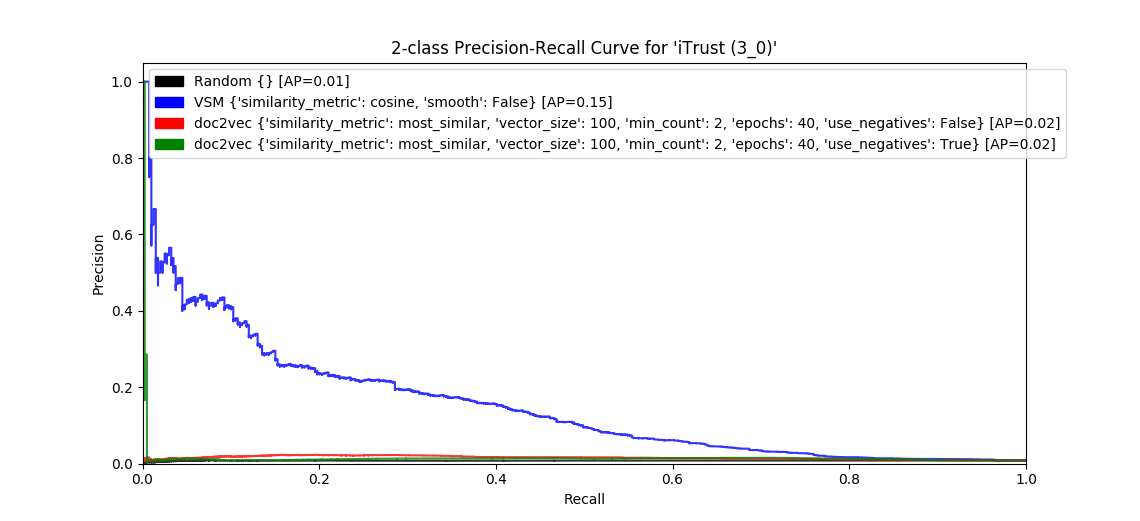 2-class Precision-Recall Curve for 'iTrust (3_0)'
1.0
0.8
0.6
0.4
0.2
0.0
Precision
Random {} [AP=0.01]
VSM {'similarity_metric': cosine, 'smooth': False} [AP=0.15]
doc2vec {'similarity_metric': most_similar, 'vector_size': 100, 'min_count': 2, 'epochs': 40, 'use_negatives': False} [AP=0.02]
doc2vec {'similarity_metric': most_similar, 'vector_size': 100, 'min_count': 2, 'epochs': 40, 'use_negatives': True} [AP=0.02]
0.0 0.2 0.4 0.6 0.8 1.0
Recall